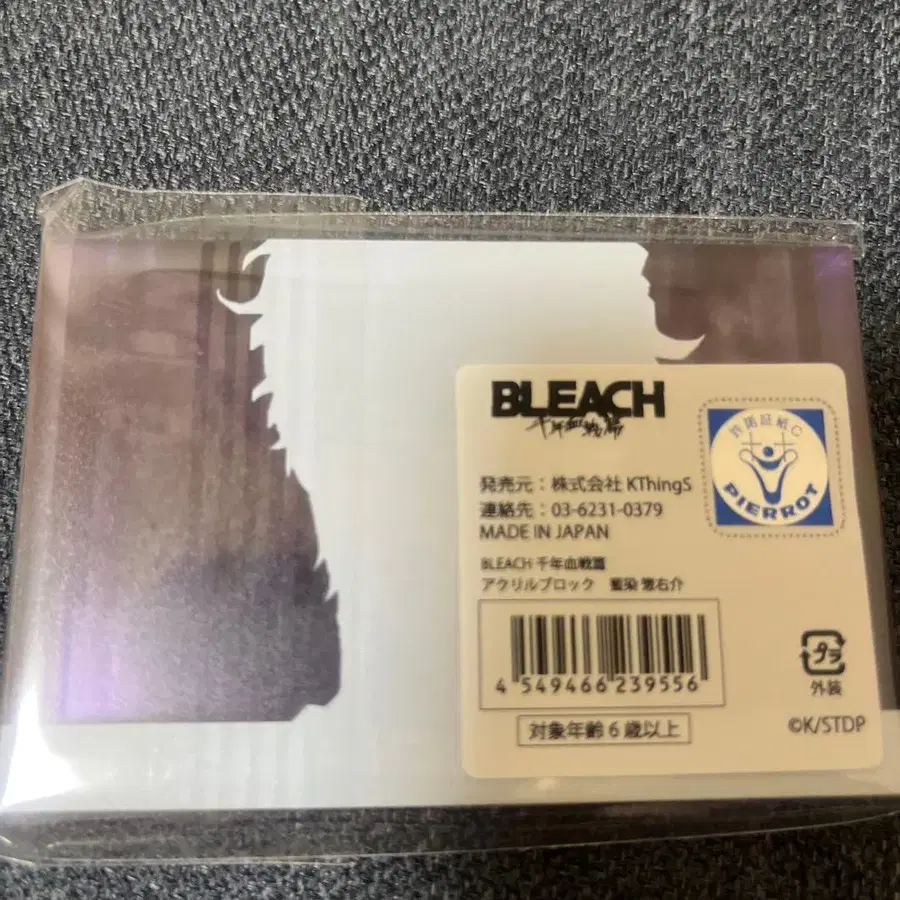 BLEACH
千年血戦篇
許諾証紙C
PIERROT
発売元：株式会社 KThingS
連絡先：03-6231-0379
MADE IN JAPAN
BLEACH 千年血戦篇
アクリルブロック　藍染 惣右介
4 549466 239556
対象年齢 6 歳以上
プラ
外装
©K/STDP